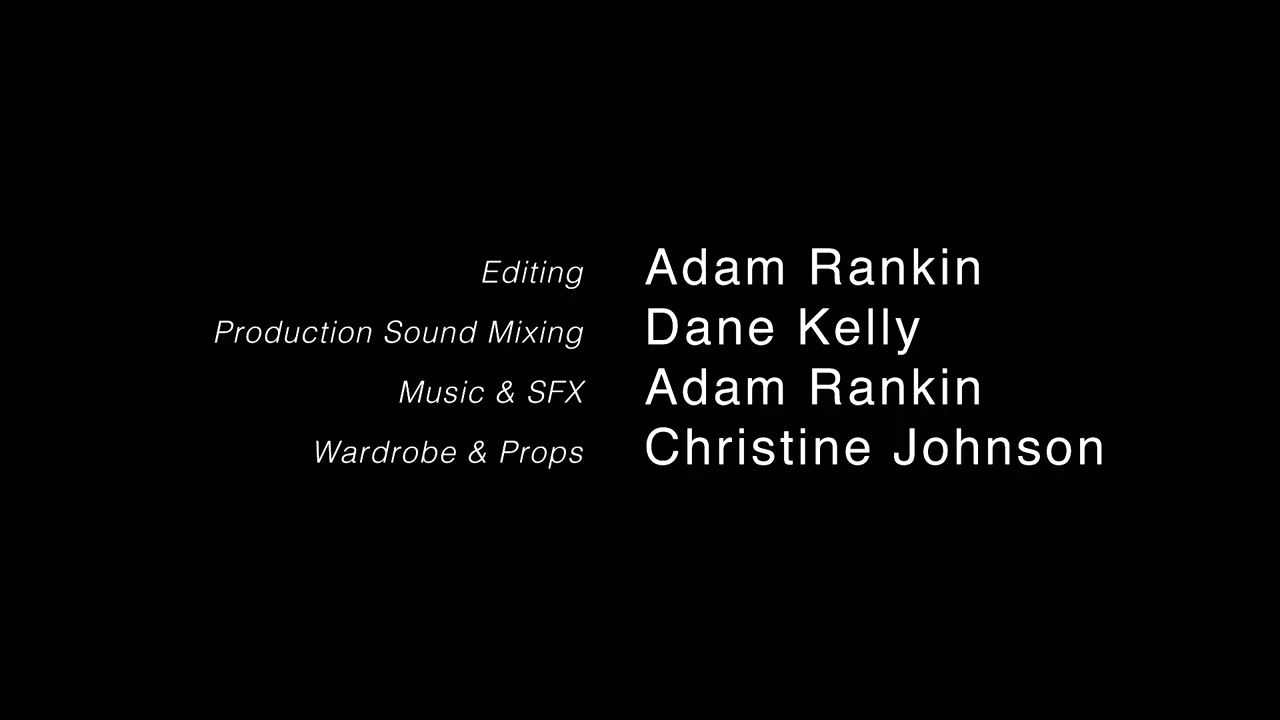 Editing Adam Rankin
Production Sound Mixing Dane Kelly
Music & SFX Adam Rankin
Wardrobe & Props Christine Johnson